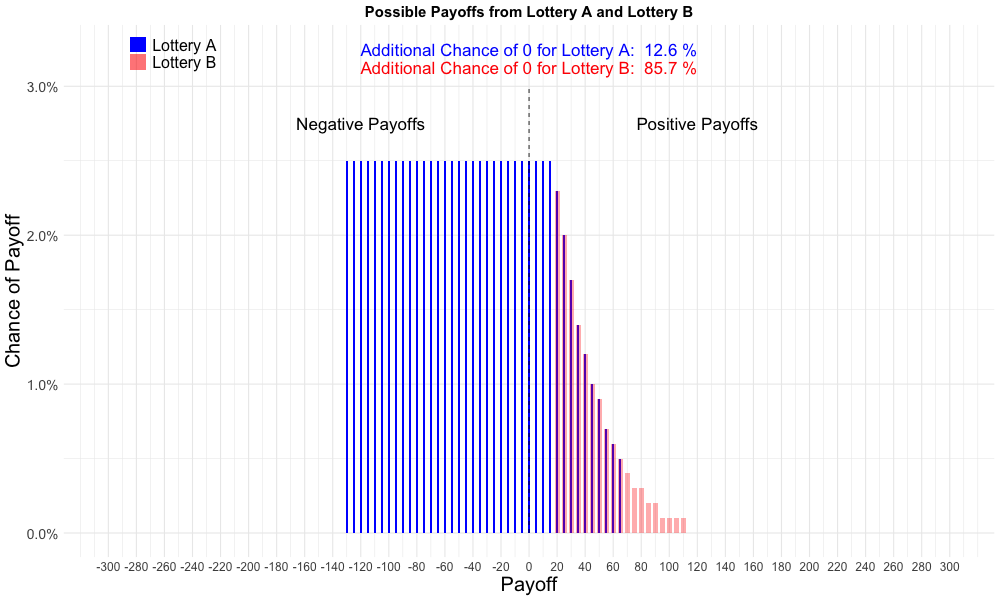 Possible Payoffs from Lottery A and Lottery B
Lottery A
Lottery B
Additional Chance of 0 for Lottery A: 12.6 %
Additional Chance of 0 for Lottery B: 85.7 %
Negative Payoffs
Positive Payoffs
Chance of Payoff
3.0%
2.0%
1.0%
0.0%
-300 -280 -260 -240 -220 -200 -180 -160 -140 -120 -100 -80 -60 -40 -20 0 20 40 60 80 100 120 140 160 180 200 220 240 260 280 300
Payoff